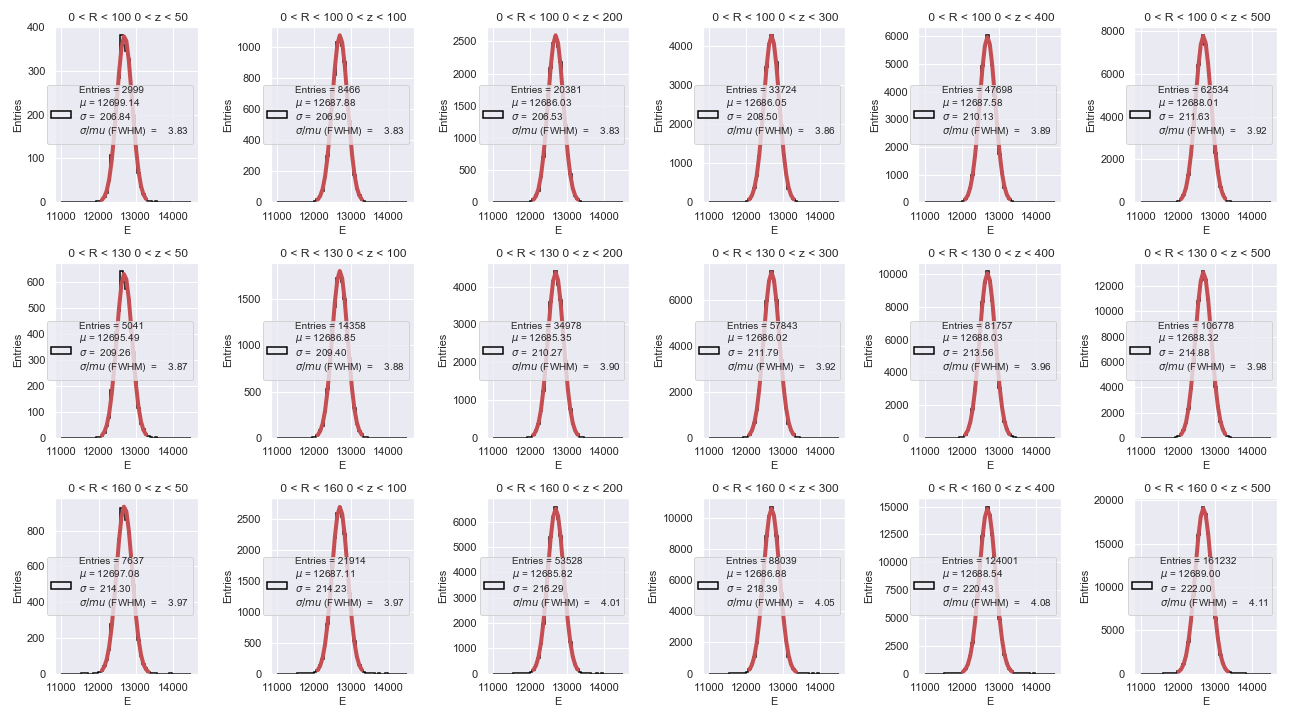 0 < R < 100 0 < z < 50
400
300
200
100
0
Entries
Entries = 2999
μ = 12699.14
σ = 206.84
σ/mu (FWHM) = 3.83
11000 12000 13000 14000
E
0 < R < 100 0 < z < 100
1000
800
600
400
200
0
Entries
Entries = 8466
μ = 12687.88
σ = 206.90
σ/mu (FWHM) = 3.83
11000 12000 13000 14000
E
0 < R < 100 0 < z < 200
2500
2000
1500
1000
500
0
Entries
Entries = 20381
μ = 12686.03
σ = 206.53
σ/mu (FWHM) = 3.83
11000 12000 13000 14000
E
0 < R < 100 0 < z < 300
4000
3000
2000
1000
0
Entries
Entries = 33724
μ = 12686.05
σ = 208.50
σ/mu (FWHM) = 3.86
11000 12000 13000 14000
E
0 < R < 100 0 < z < 400
6000
5000
4000
3000
2000
1000
0
Entries
Entries = 47698
μ = 12687.58
σ = 210.13
σ/mu (FWHM) = 3.89
11000 12000 13000 14000
E
0 < R < 100 0 < z < 500
8000
6000
4000
2000
0
Entries
Entries = 62534
μ = 12688.01
σ = 211.63
σ/mu (FWHM) = 3.92
11000 12000 13000 14000
E
0 < R < 130 0 < z < 50
600
500
400
300
200
100
0
Entries
Entries = 5041
μ = 12695.49
σ = 209.26
σ/mu (FWHM) = 3.87
11000 12000 13000 14000
E
0 < R < 130 0 < z < 100
1500
1000
500
0
Entries
Entries = 14358
μ = 12686.85
σ = 209.40
σ/mu (FWHM) = 3.88
11000 12000 13000 14000
E
0 < R < 130 0 < z < 200
4000
3000
2000
1000
0
Entries
Entries = 34978
μ = 12685.35
σ = 210.27
σ/mu (FWHM) = 3.90
11000 12000 13000 14000
E
0 < R < 130 0 < z < 300
6000
4000
2000
0
Entries
Entries = 57843
μ = 12686.02
σ = 211.79
σ/mu (FWHM) = 3.92
11000 12000 13000 14000
E
0 < R < 130 0 < z < 400
10000
8000
6000
4000
2000
0
Entries
Entries = 81757
μ = 12688.03
σ = 213.56
σ/mu (FWHM) = 3.96
11000 12000 13000 14000
E
0 < R < 130 0 < z < 500
12000
10000
8000
6000
4000
2000
0
Entries
Entries = 106778
μ = 12688.32
σ = 214.88
σ/mu (FWHM) = 3.98
11000 12000 13000 14000
E
0 < R < 160 0 < z < 50
800
600
400
200
0
Entries
Entries = 7637
μ = 12697.08
σ = 214.30
σ/mu (FWHM) = 3.97
11000 12000 13000 14000
E
0 < R < 160 0 < z < 100
2500
2000
1500
1000
500
0
Entries
Entries = 21914
μ = 12687.11
σ = 214.23
σ/mu (FWHM) = 3.97
11000 12000 13000 14000
E
0 < R < 160 0 < z < 200
6000
5000
4000
3000
2000
1000
0
Entries
Entries = 53528
μ = 12685.82
σ = 216.29
σ/mu (FWHM) = 4.01
11000 12000 13000 14000
E
0 < R < 160 0 < z < 300
10000
8000
6000
4000
2000
0
Entries
Entries = 88039
μ = 12686.88
σ = 218.39
σ/mu (FWHM) = 4.05
11000 12000 13000 14000
E
0 < R < 160 0 < z < 400
15000
12500
10000
7500
5000
2500
0
Entries
Entries = 124001
μ = 12688.54
σ = 220.43
σ/mu (FWHM) = 4.08
11000 12000 13000 14000
E
0 < R < 160 0 < z < 500
20000
15000
10000
5000
0
Entries
Entries = 161232
μ = 12689.00
σ = 222.00
σ/mu (FWHM) = 4.11
11000 12000 13000 14000
E